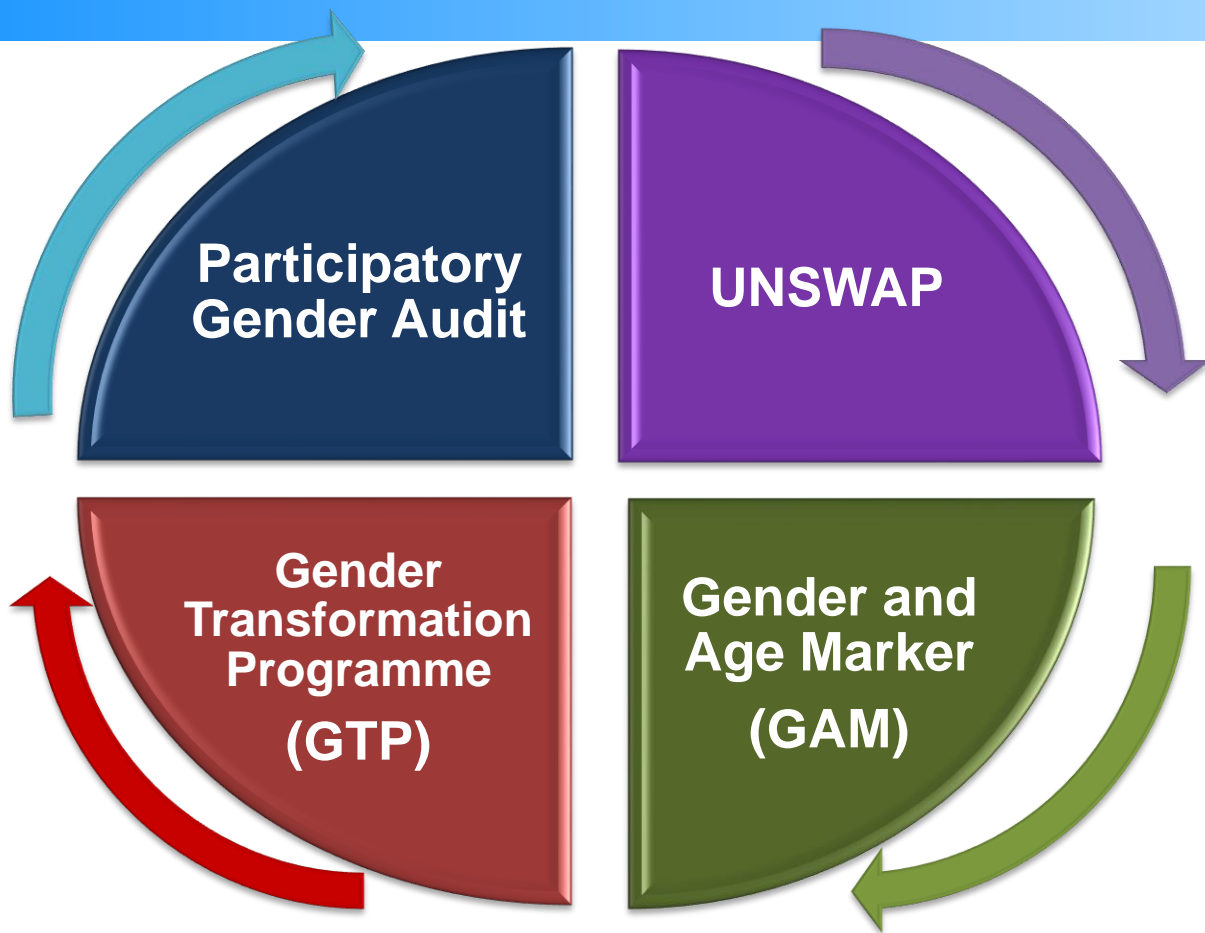 Participatory
Gender Audit
UNSWAP
Gender
Transformation
Programme
(GTP)
Gender and
Age Marker
(GAM)